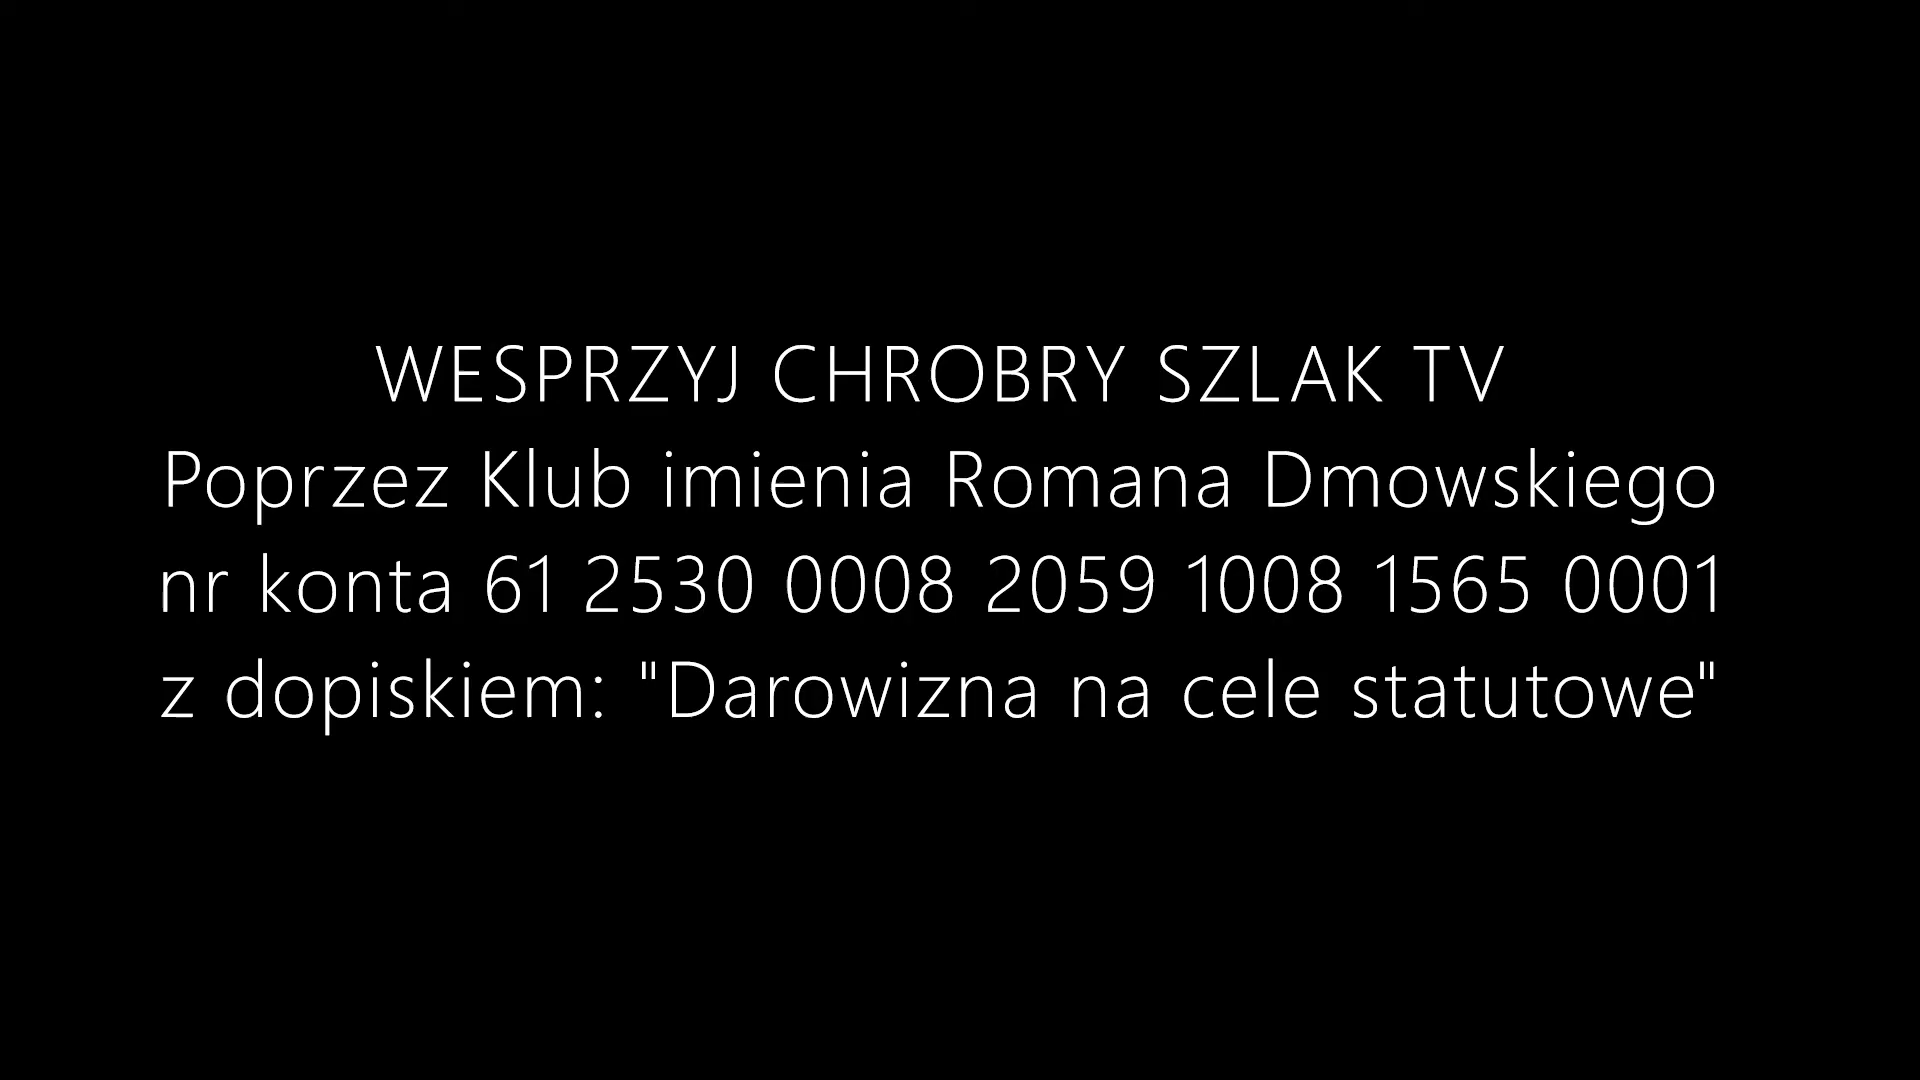 WESPRZYJ CHROBRY SZLAK TV
Poprzez Klub imienia Romana Dmowskiego
nr konta 61 2530 0008 2059 1008 1565 0001
z dopiskiem: "Darowizna na cele statutowe"